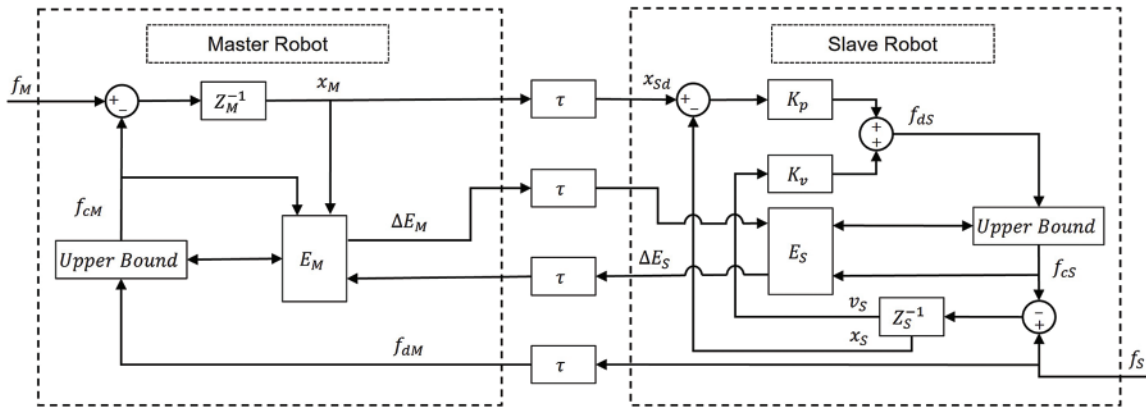 Master Robot
Slave Robot
f_M
+
−
Z_M^{-1}
x_M
τ
x_{Sd}
+
−
K_p
+
+
f_{dS}
K_v
τ
f_{cM}
ΔE_M
Upper Bound
E_M
E_S
Upper Bound
ΔE_S
τ
f_{cS}
v_S
Z_S^{-1}
−
+
x_S
f_{dM}
τ
f_S